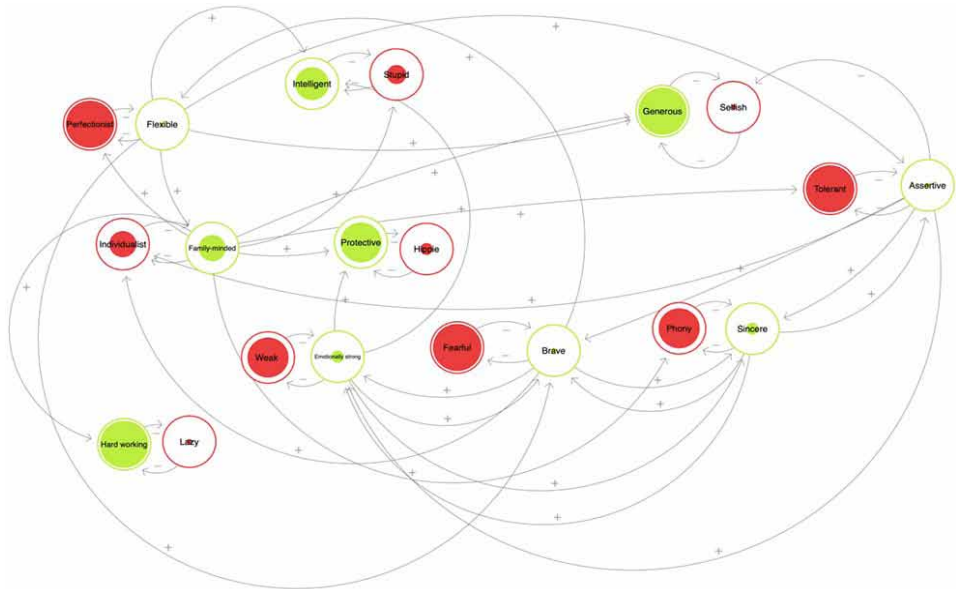 Intelligent
Stupid
Perfectionist
Flexible
Generous
Selfish
Tolerant
Assertive
Individualist
Family-minded
Protective
Hippie
Weak
Emotionally strong
Fearful
Brave
Phony
Sincere
Hard working
Lazy